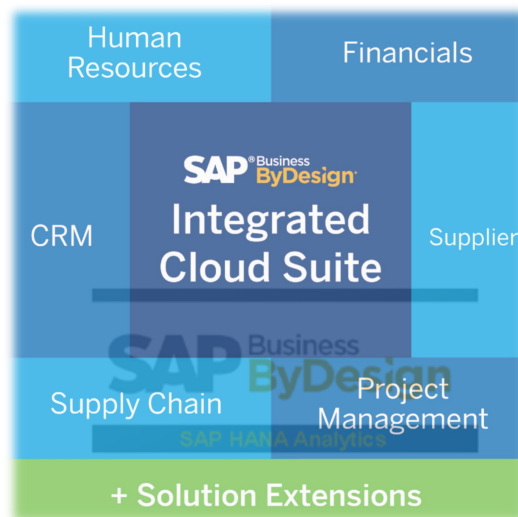 Human
Resources
Financials
SAP® Business
ByDesign
Integrated
Cloud Suite
CRM
Supplier
SAP Business
ByDesign
Supply Chain
Project
Management
SAP HANA Analytics
+ Solution Extensions